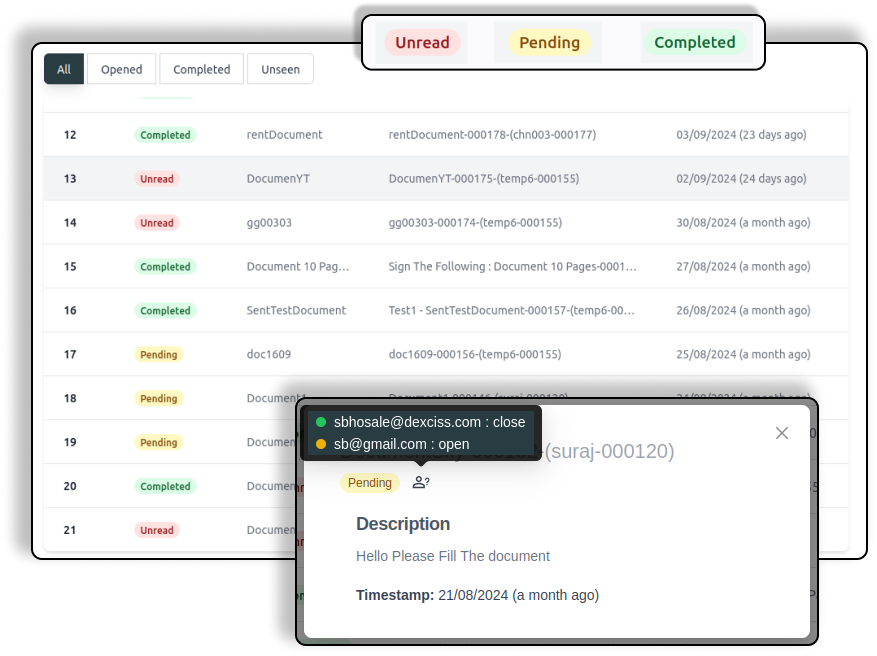 Unread Pending Completed
All Opened Completed Unseen
12 Completed rentDocument rentDocument-000178-(chn003-000177) 03/09/2024 (23 days ago)
13 Unread DocumenYT DocumenYT-000175-(temp6-000155) 02/09/2024 (24 days ago)
14 Unread gg00303 gg00303-000174-(temp6-000155) 30/08/2024 (a month ago)
15 Completed Document 10 Pag... Sign The Following : Document 10 Pages-0001... 27/08/2024 (a month ago)
16 Completed SentTestDocument Test1 - SentTestDocument-000157-(temp6-00... 26/08/2024 (a month ago)
17 Pending doc1609 doc1609-000156-(temp6-000155) 25/08/2024 (a month ago)
18 Pending Document1
19 Pending Documen
20 Completed Documen
21 Unread Documen
sbhosale@dexciss.com : close
sb@gmail.com : open
-(suraj-000120)
Pending
Description
Hello Please Fill The document
Timestamp: 21/08/2024 (a month ago)